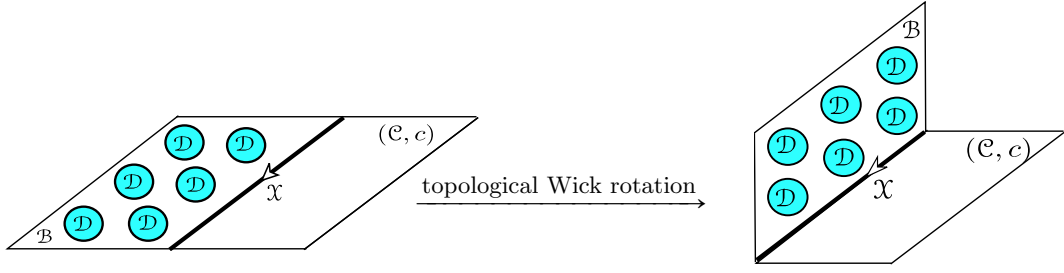 𝒟 𝒟
(𝒞, c)
𝒟 𝒟
𝒳
𝒟 𝒟
ℬ
topological Wick rotation
ℬ
𝒟
𝒟 𝒟
𝒟 𝒟
(𝒞, c)
𝒳
𝒟